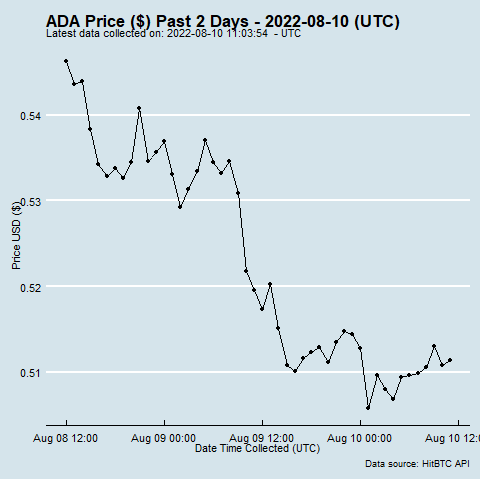 ADA Price ($) Past 2 Days - 2022-08-10 (UTC)
Latest data collected on: 2022-08-10 11:03:54 - UTC
0.54
0.53
0.52
0.51
Price USD ($)
Aug 08 12:00 Aug 09 00:00 Aug 09 12:00 Aug 10 00:00 Aug 10 12:0
Date Time Collected (UTC)
Data source: HitBTC API